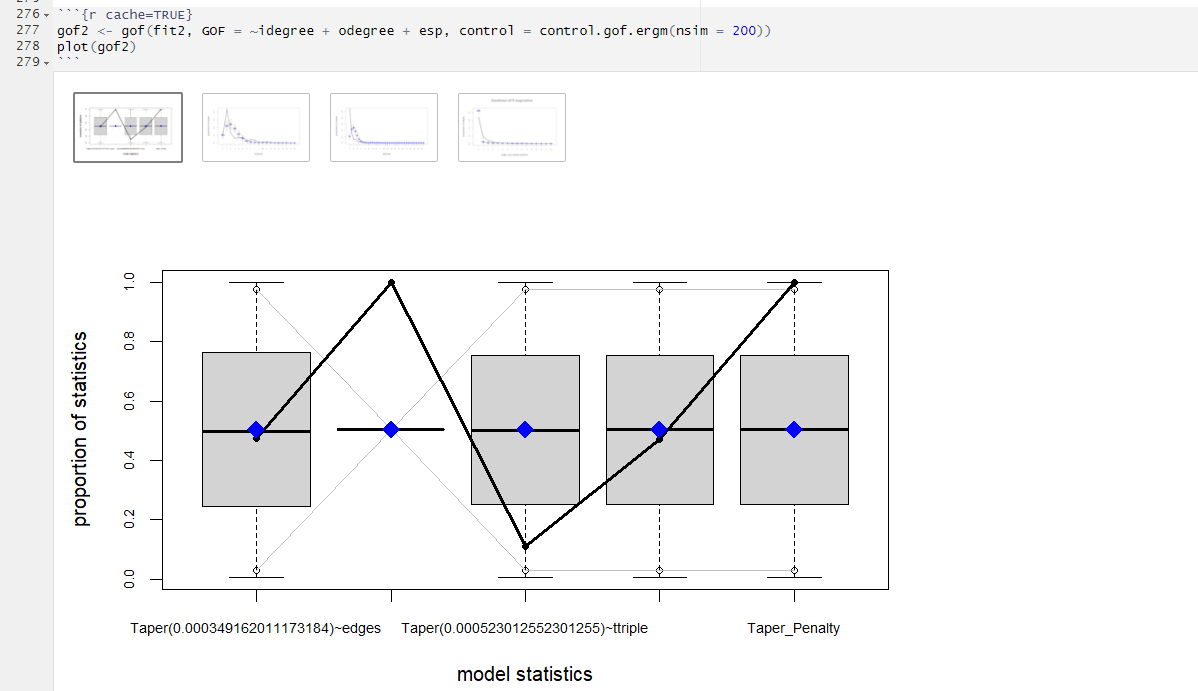 276 ```{r cache=TRUE}
277 gof2 <- gof(fit2, GOF = ~idegree + odegree + esp, control = control.gof.ergm(nsim = 200))
278 plot(gof2)
279 ```
proportion of statistics
1.0
0.8
0.6
0.4
0.2
0.0
Taper(0.000349162011173184)~edges Taper(0.000523012552301255)~ttriple Taper_Penalty
model statistics